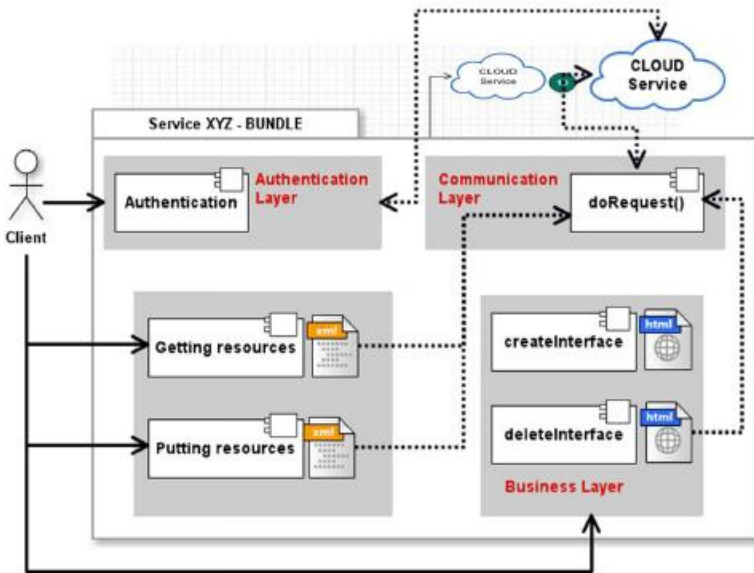 CLOUD
Service
CLOUD
Service
Service XYZ - BUNDLE
Authentication
Authentication
Layer
Communication
Layer
doRequest()
Client
Getting resources
xml
createInterface
html
Putting resources
xml
deleteInterface
html
Business Layer